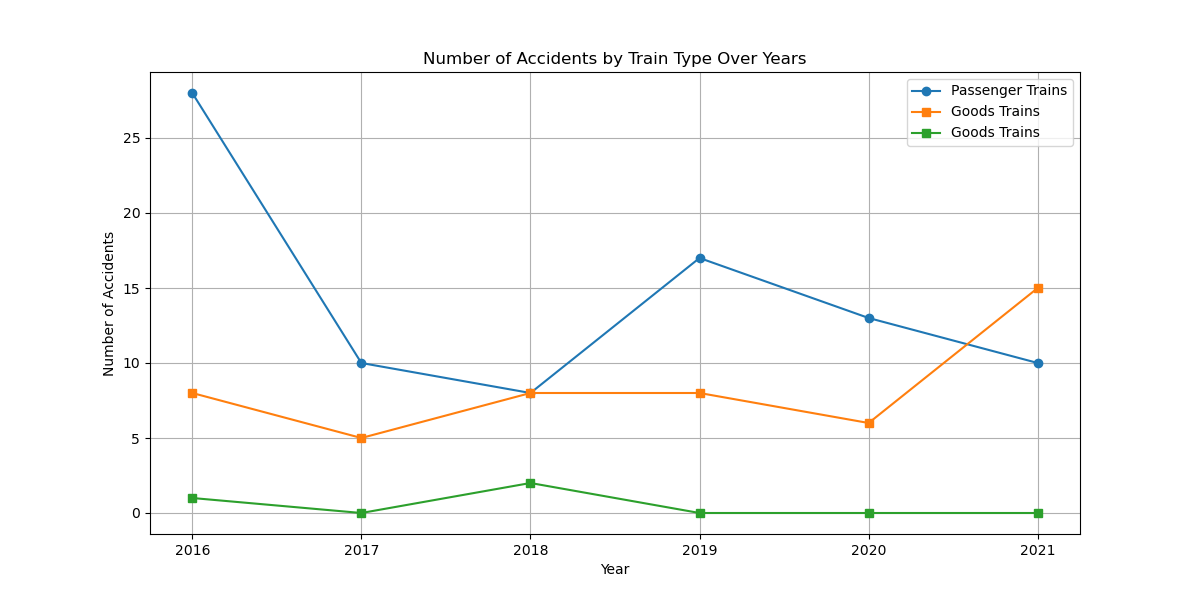 Number of Accidents by Train Type Over Years
Passenger Trains
Goods Trains
Goods Trains
25
20
15
10
5
0
Number of Accidents
2016 2017 2018 2019 2020 2021
Year